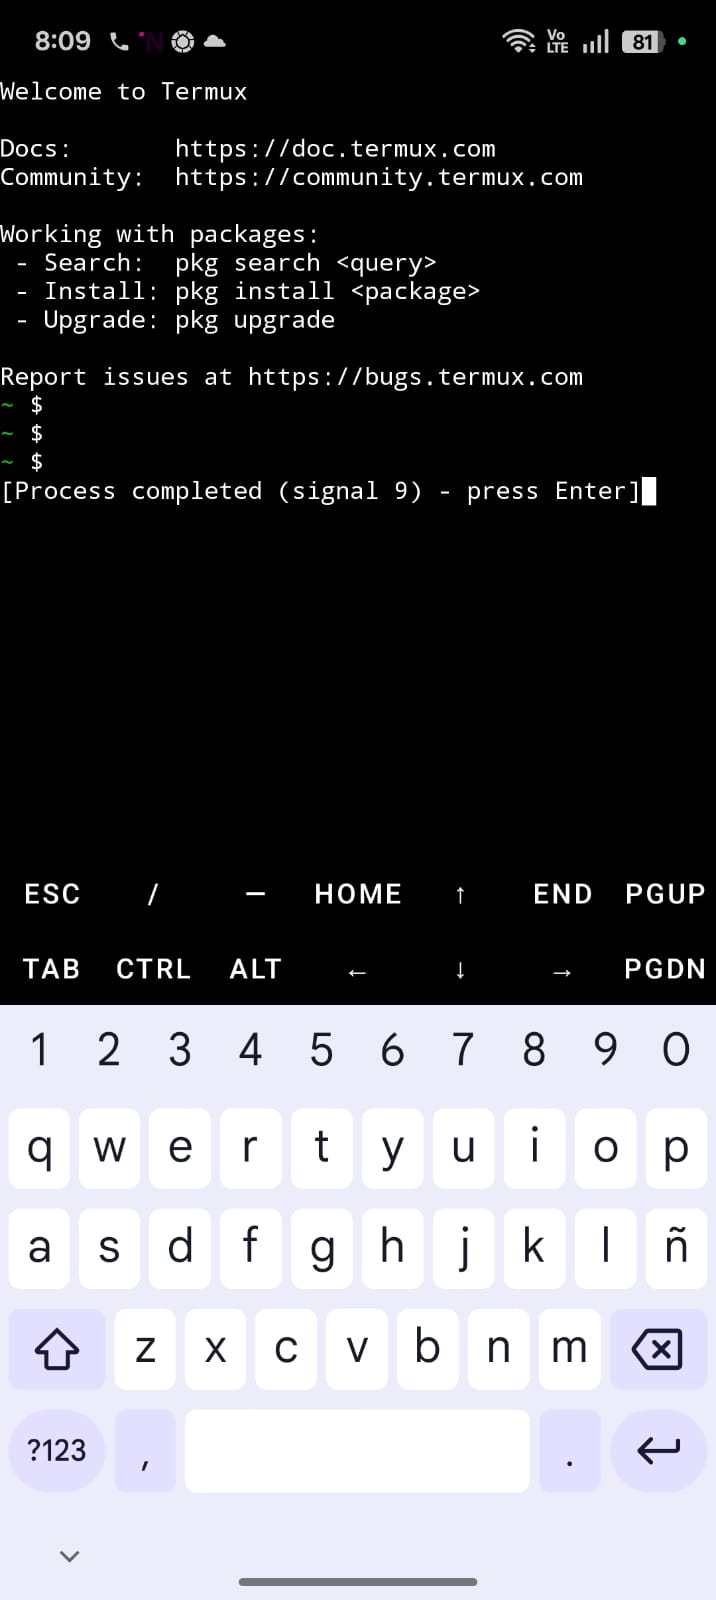 8:09 N Vo LTE 81
Welcome to Termux
Docs: https://doc.termux.com
Community: https://community.termux.com
Working with packages:
- Search: pkg search <query>
- Install: pkg install <package>
- Upgrade: pkg upgrade
Report issues at https://bugs.termux.com
~ $
~ $
~ $
[Process completed (signal 9) - press Enter]
ESC / — HOME ↑ END PGUP
TAB CTRL ALT ← ↓ → PGDN
1 2 3 4 5 6 7 8 9 0
q w e r t y u i o p
a s d f g h j k l ñ
z x c v b n m
?123 , .